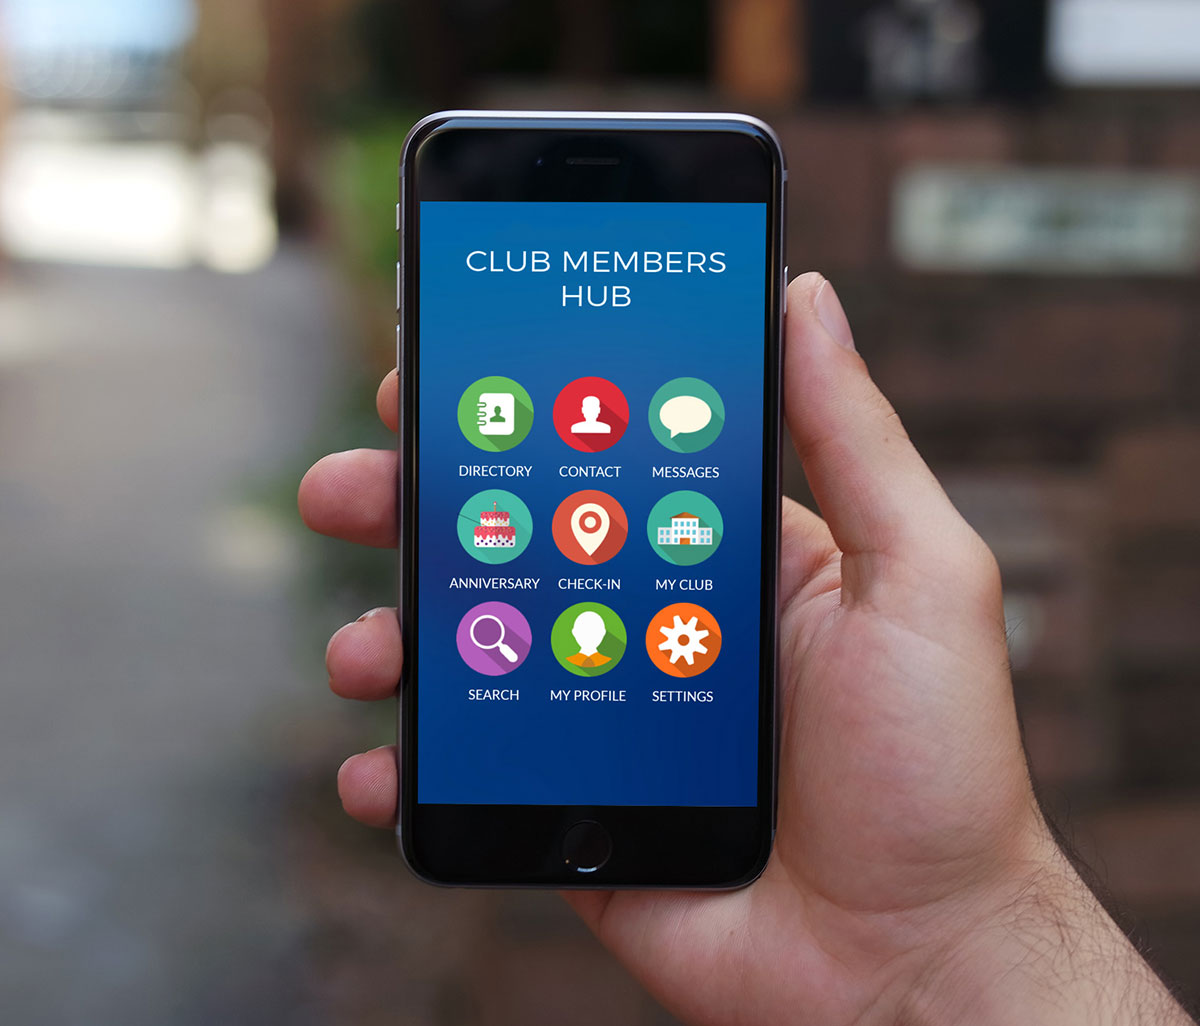 CLUB MEMBERS
HUB
DIRECTORY CONTACT MESSAGES
ANNIVERSARY CHECK-IN MY CLUB
SEARCH MY PROFILE SETTINGS